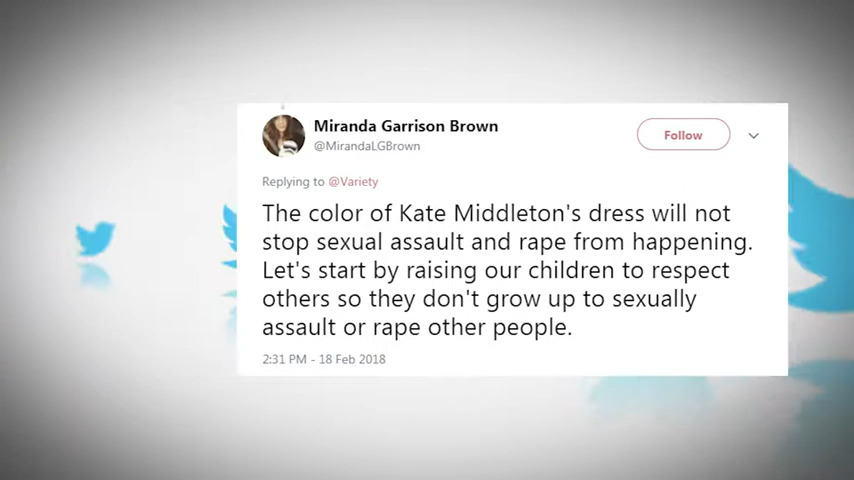 Miranda Garrison Brown
@MirandaLGBrown
Follow
Replying to @Variety
The color of Kate Middleton's dress will not
stop sexual assault and rape from happening.
Let's start by raising our children to respect
others so they don't grow up to sexually
assault or rape other people.
2:31 PM - 18 Feb 2018